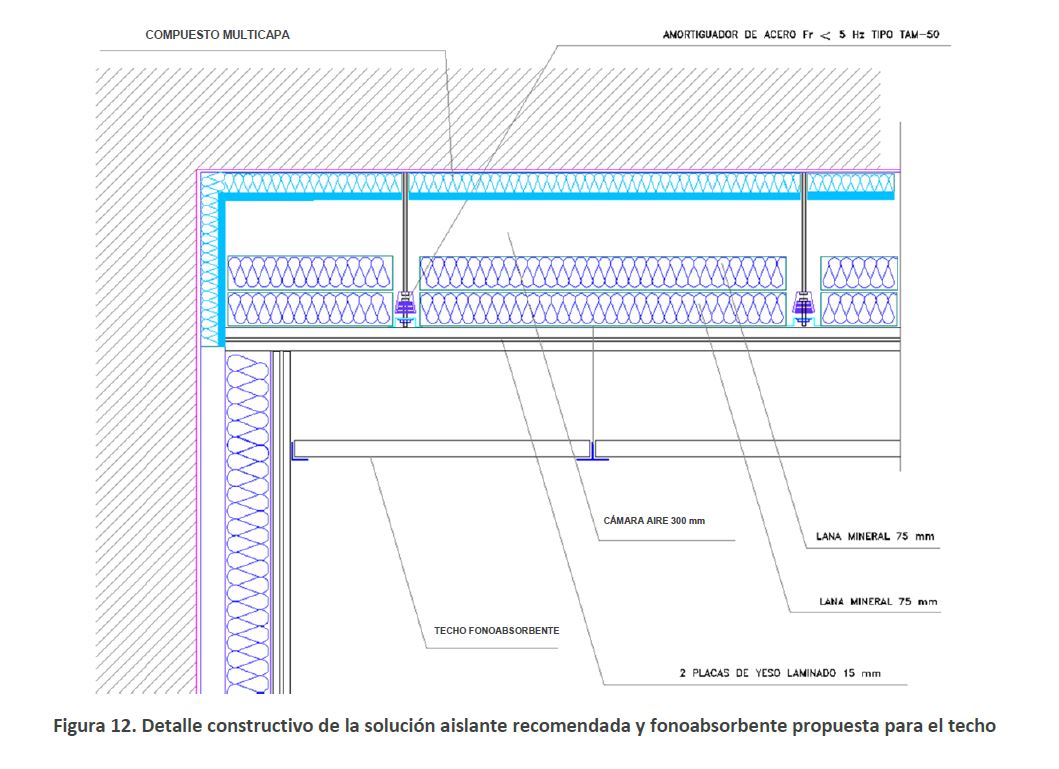 COMPUESTO MULTICAPA
AMORTIGUADOR DE ACERO Fr < 5 Hz TIPO TAM-50
CÁMARA AIRE 300 mm
LANA MINERAL 75 mm
LANA MINERAL 75 mm
TECHO FONOABSORBENTE
2 PLACAS DE YESO LAMINADO 15 mm
Figura 12. Detalle constructivo de la solución aislante recomendada y fonoabsorbente propuesta para el techo